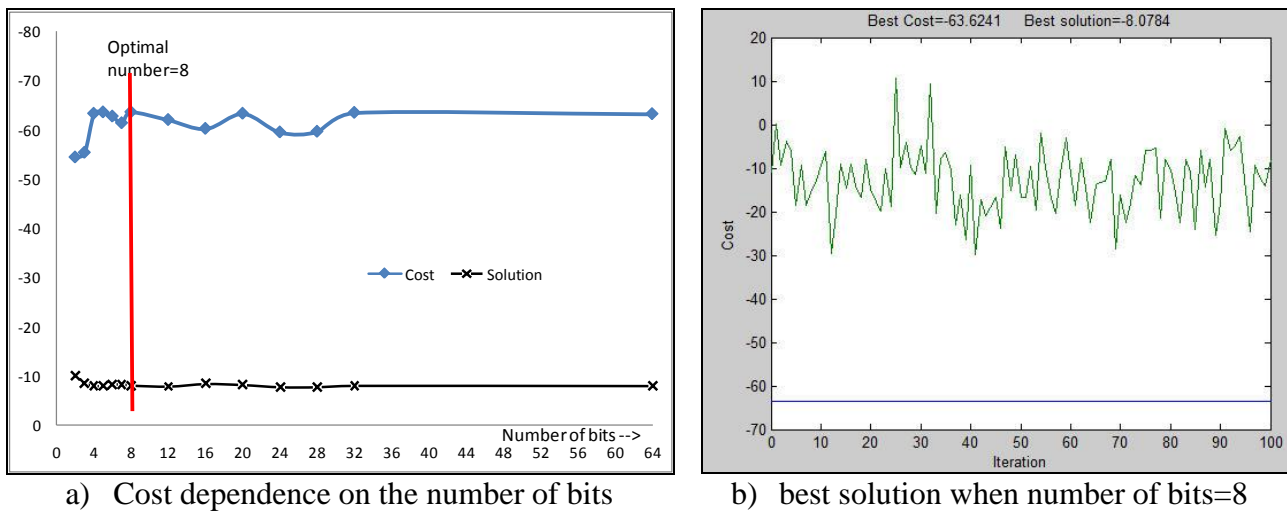 -80
-70
-60
-50
-40
-30
-20
-10
0
Optimal
number=8
Cost
Solution
Number of bits -->
0 4 8 12 16 20 24 28 32 36 40 44 48 52 56 60 64
a) Cost dependence on the number of bits
Best Cost=-63.6241 Best solution=-8.0784
20
10
0
-10
-20
-30
-40
-50
-60
-70
Cost
0 10 20 30 40 50 60 70 80 90 100
Iteration
b) best solution when number of bits=8